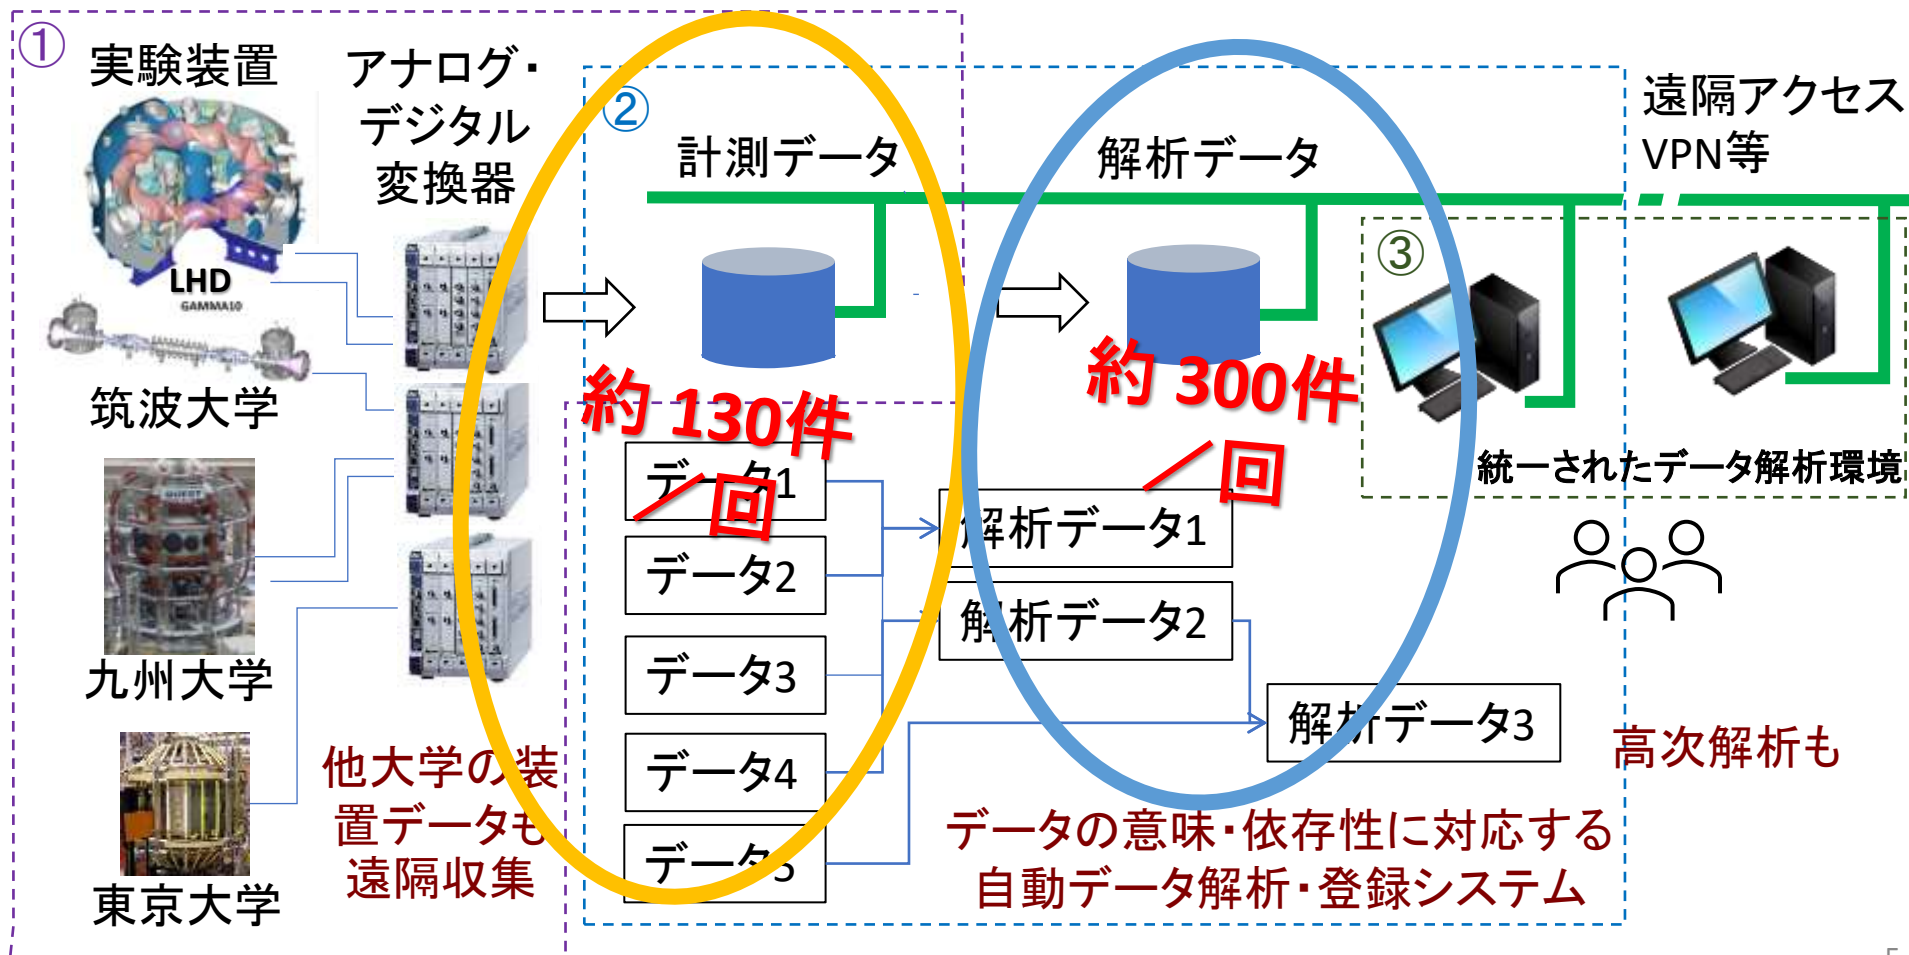 ①
実験装置
LHD
GAMMA10
筑波大学
九州大学
東京大学
アナログ・
デジタル
変換器
他大学の装
置データも
遠隔収集
②
計測データ
約 130件
／回
データ1
データ2
データ3
データ4
データ5
解析データ
約 300件
／回
解析データ1
解析データ2
解析データ3
データの意味・依存性に対応する
自動データ解析・登録システム
遠隔アクセス
VPN等
③
統一されたデータ解析環境
高次解析も